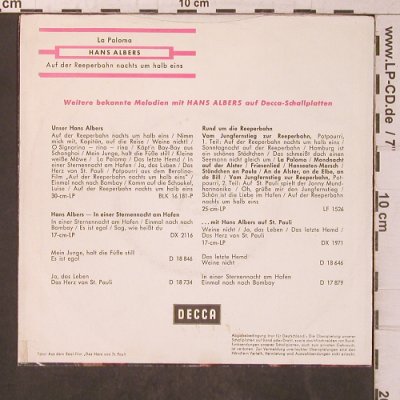 10 cm
20 cm
La Paloma
HANS ALBERS
Auf der Reeperbahn nachts um halb eins
Weitere bekannte Melodien mit HANS ALBERS auf Decca-Schallplatten
Unser Hans Albers
Auf der Reeperbahn nachts um halb eins / Nimm
mich mit, Kapitän, auf die Reise / Weine nicht! /
O Signorina — rina — ina / Käpt'n Bay-Bay aus
Schanghai / Mein Junge, halt die Füße still / Kleine
weiße Möwe / La Paloma / Das letzte Hemd / In
einer Sternennacht am Hafen / Ja, das Leben / Das
Herz von St. Pauli / Potpourri aus dem Berolina-
Film „Auf der Reeperbahn nachts um halb eins" /
Einmal noch nach Bombay / Komm auf die Schaukel,
Luise / Auf der Reeperbahn nachts um halb eins
30-cm-LP BLK 16 181-P
Hans Albers — In einer Sternennacht am Hafen
In einer Sternennacht am Hafen / Einmal noch nach
Bombay / Es ist egal / Sag, wie heißt du
17-cm-LP DX 2116
Mein Junge, halt die Füße still
Es ist egal D 18 846
Ja, das Leben
Das Herz von St. Pauli D 18 734
Rund um die Reeperbahn
Vom Jungfernstieg zur Reeperbahn, Potpourri,
1. Teil: Auf der Reeperbahn nachts um halb eins /
Sonntagnacht auf der Reeperbahn / Hamburg ist
ein schönes Städtchen / Das schmeißt doch einen
Seemann nicht gleich um / La Paloma / Mondnacht
auf der Alster / Friesenlied / Hanseaten-Marsch /
Ständchen an Paula / An de Alster, an de Elbe, an
de Bill / Vom Jungfernstieg zur Reeperbahn, Pot-
pourri, 2. Teil: Auf St. Pauli spielt der Jonny Mund-
harmonika / Oh, grüße mir den Jungfernstieg /
Schön ist die Liebe im Hafen / Auf der Reeperbahn
nachts um halb eins
25-cm-LP LF 1526
. . . mit Hans Albers auf St. Pauli
Weine nicht / Ja, das Leben / Das letzte Hemd /
Das Herz von St. Pauli
17-cm-LP DX 1971
Das letzte Hemd
Weine nicht D 18 646
In einer Sternennacht am Hafen
Einmal noch nach Bombay D 17 879
DECCA
www.LP-CD.de / 7"
10 cm